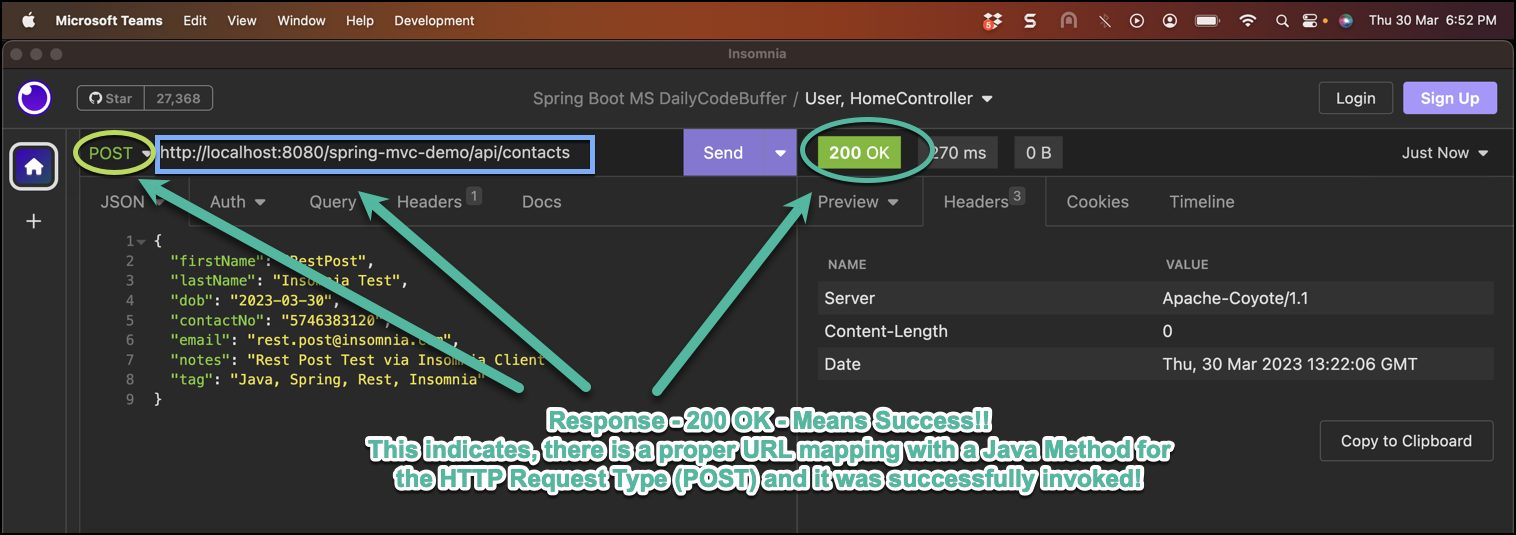 Microsoft Teams Edit View Window Help Development 5 Thu 30 Mar 6:52 PM
Insomnia
Star 27,368 Spring Boot MS DailyCodeBuffer / User, HomeController Login Sign Up
POST http://localhost:8080/spring-mvc-demo/api/contacts Send 200 OK 270 ms 0 B Just Now
JSON Auth Query Headers 1 Docs Preview Headers 3 Cookies Timeline
1 {
2 "firstName": "RestPost",
3 "lastName": "Insomnia Test",
4 "dob": "2023-03-30",
5 "contactNo": "5746383120",
6 "email": "rest.post@insomnia.com",
7 "notes": "Rest Post Test via Insomnia Client
8 "tag": "Java, Spring, Rest, Insomnia"
9 }
NAME VALUE
Server Apache-Coyote/1.1
Content-Length 0
Date Thu, 30 Mar 2023 13:22:06 GMT
Copy to Clipboard
Response - 200 OK - Means Success!!
This indicates, there is a proper URL mapping with a Java Method for
the HTTP Request Type (POST) and it was successfully invoked!